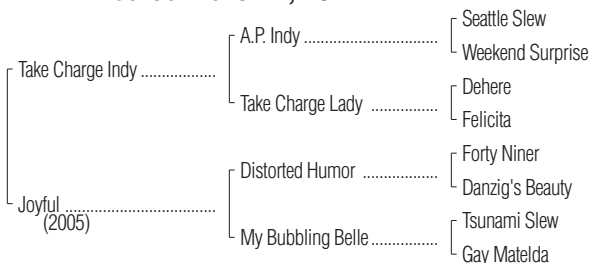 Seattle Slew
A.P. Indy ..................................
Weekend Surprise
Take Charge Indy ...................
Dehere
Take Charge Lady .................
Felicita
Forty Niner
Distorted Humor ...................
Danzig's Beauty
Joyful ......................................
(2005)
Tsunami Slew
My Bubbling Belle.................
Gay Matelda